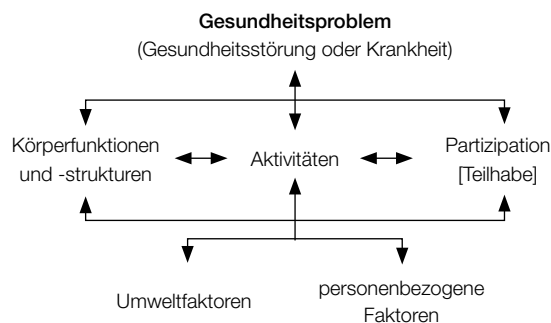 Gesundheitsproblem
(Gesundheitsstörung oder Krankheit)
Körperfunktionen
und -strukturen
Aktivitäten
Partizipation
[Teilhabe]
Umweltfaktoren
personenbezogene
Faktoren